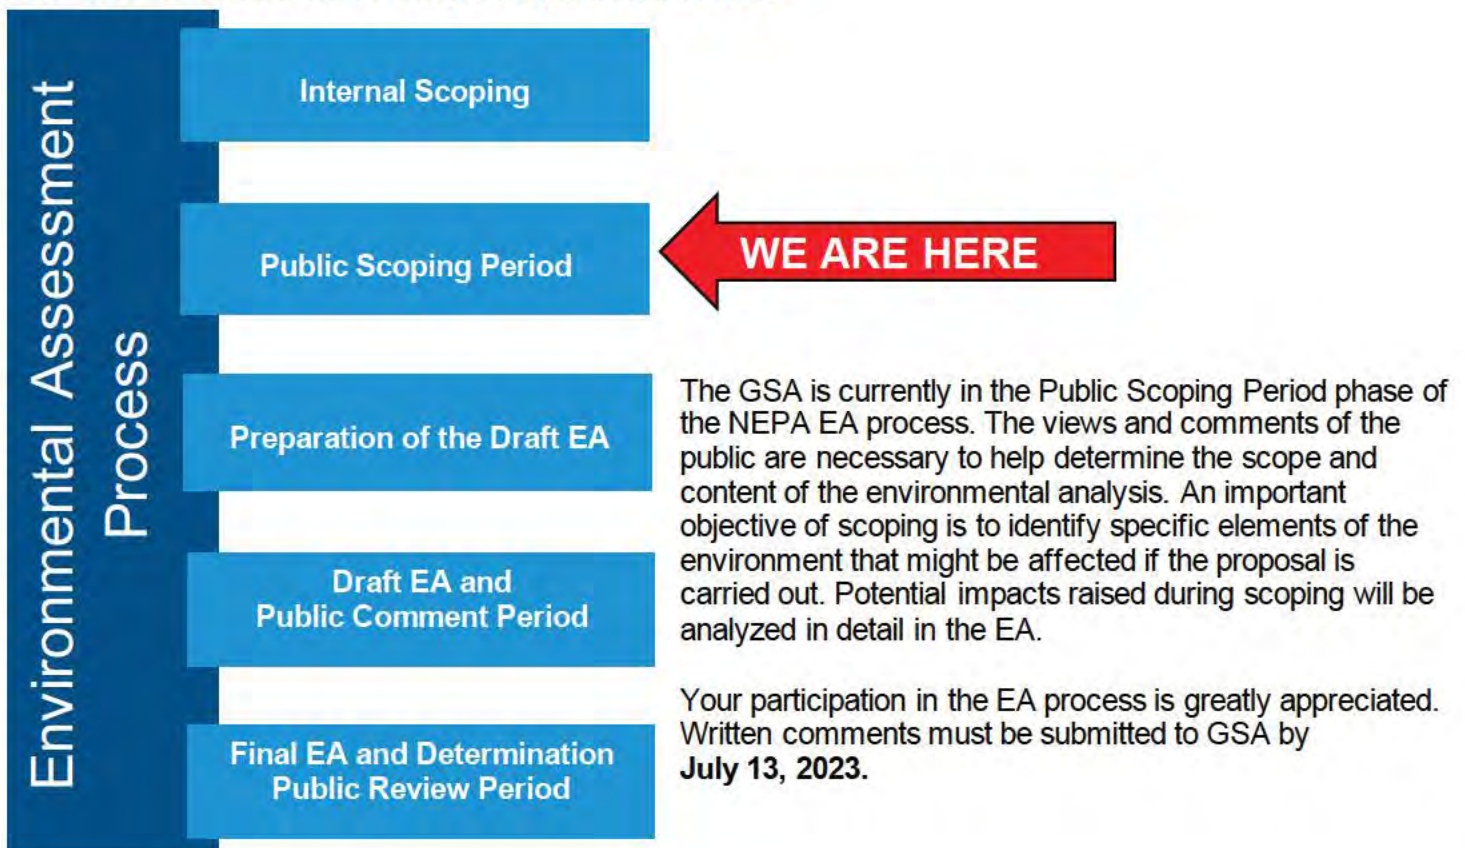 Environmental Assessment
Process
Internal Scoping
Public Scoping Period
WE ARE HERE
Preparation of the Draft EA
Draft EA and
Public Comment Period
Final EA and Determination
Public Review Period
The GSA is currently in the Public Scoping Period phase of
the NEPA EA process. The views and comments of the
public are necessary to help determine the scope and
content of the environmental analysis. An important
objective of scoping is to identify specific elements of the
environment that might be affected if the proposal is
carried out. Potential impacts raised during scoping will be
analyzed in detail in the EA.
Your participation in the EA process is greatly appreciated.
Written comments must be submitted to GSA by
July 13, 2023.